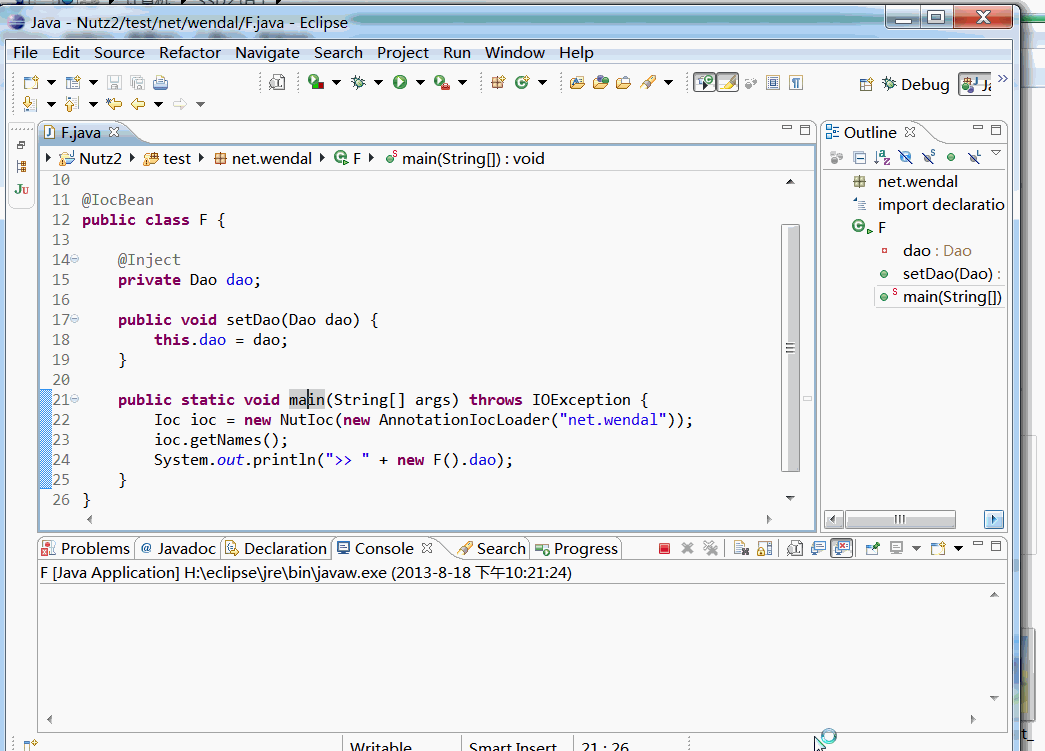 Java - Nutz2/test/net/wendal/F.java - Eclipse
File Edit Source Refactor Navigate Search Project Run Window Help
Debug
F.java
Outline
Nutz2 test net.wendal F main(String[]) : void
10
11 @IocBean
12 public class F {
13
14 @Inject
15 private Dao dao;
16
17 public void setDao(Dao dao) {
18 this.dao = dao;
19 }
20
21 public static void main(String[] args) throws IOException {
22 Ioc ioc = new NutIoc(new AnnotationIocLoader("net.wendal"));
23 ioc.getNames();
24 System.out.println(">> " + new F().dao);
25 }
26 }
net.wendal
import declaratio
F
dao : Dao
setDao(Dao) :
main(String[])
Problems Javadoc Declaration Console Search Progress
F [Java Application] H:\eclipse\jre\bin\javaw.exe (2013-8-18 下午10:21:24)
Writable Smart Insert 21 : 26